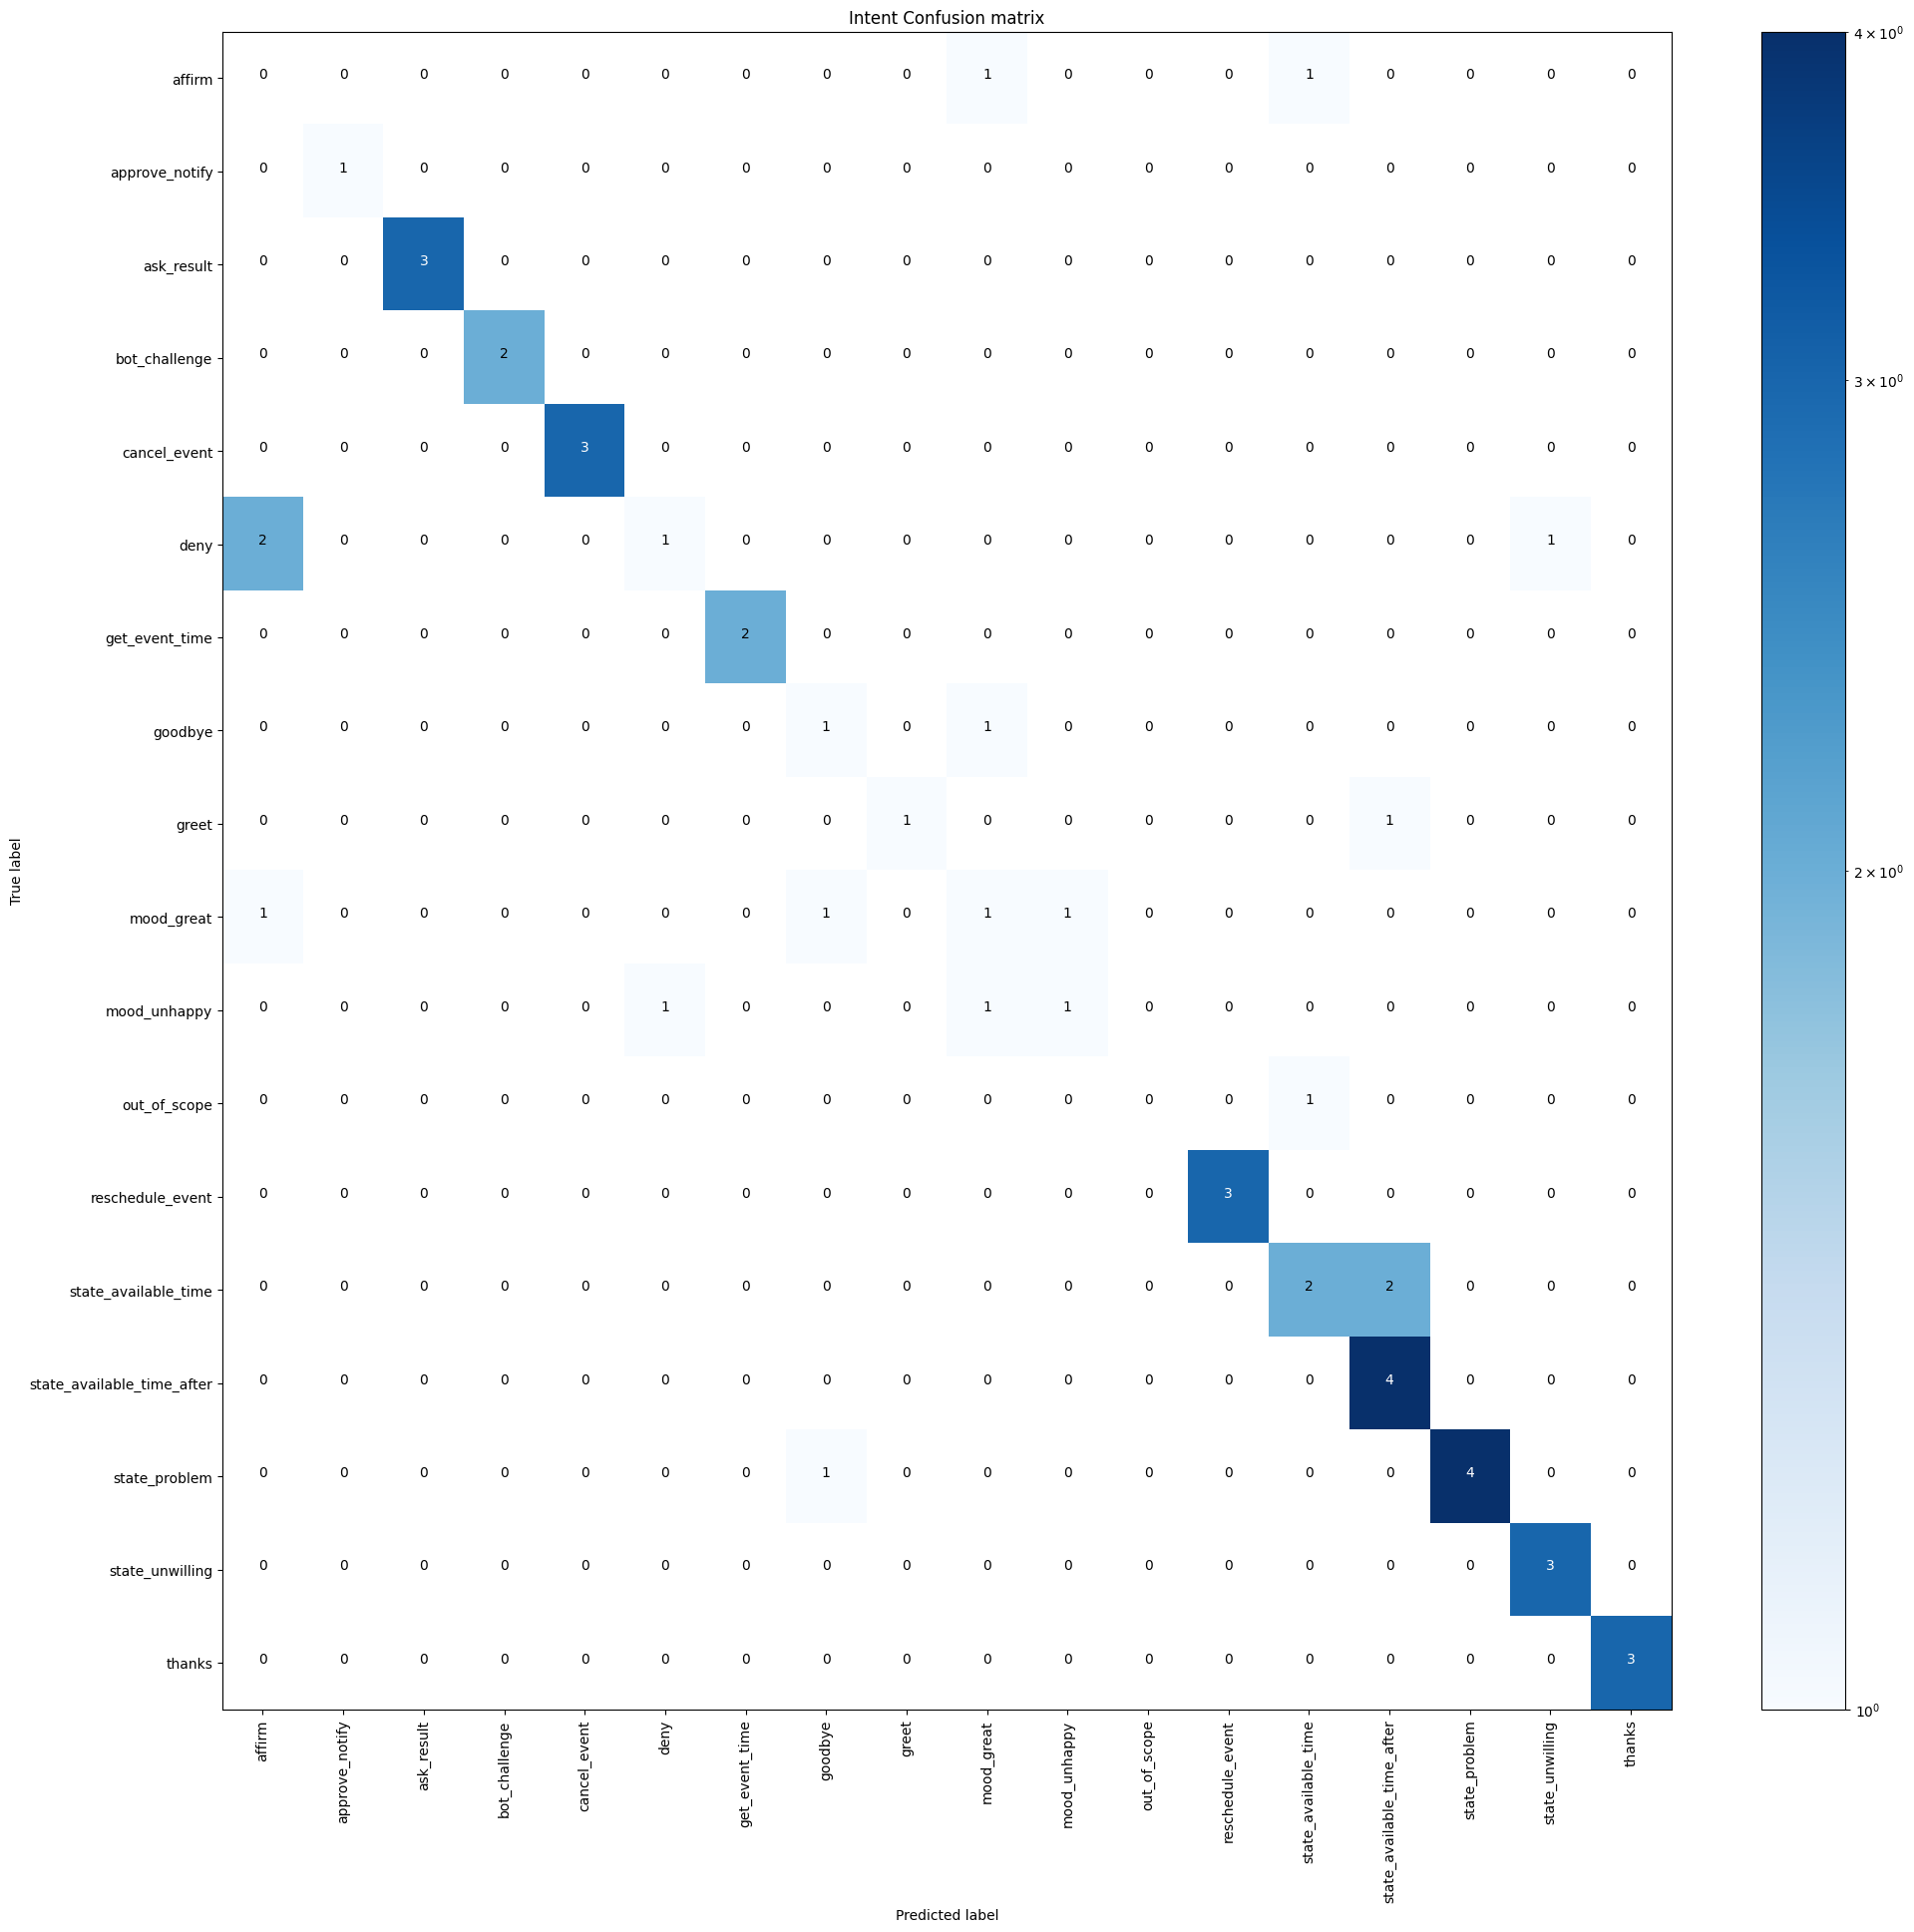 Intent Confusion matrix
affirm 0 0 0 0 0 0 0 0 0 1 0 0 0 1 0 0 0 0
approve_notify 0 1 0 0 0 0 0 0 0 0 0 0 0 0 0 0 0 0
ask_result 0 0 3 0 0 0 0 0 0 0 0 0 0 0 0 0 0 0
bot_challenge 0 0 0 2 0 0 0 0 0 0 0 0 0 0 0 0 0 0
cancel_event 0 0 0 0 3 0 0 0 0 0 0 0 0 0 0 0 0 0
deny 2 0 0 0 0 1 0 0 0 0 0 0 0 0 0 0 1 0
get_event_time 0 0 0 0 0 0 2 0 0 0 0 0 0 0 0 0 0 0
goodbye 0 0 0 0 0 0 0 1 0 1 0 0 0 0 0 0 0 0
greet 0 0 0 0 0 0 0 0 1 0 0 0 0 0 1 0 0 0
mood_great 1 0 0 0 0 0 0 1 0 1 1 0 0 0 0 0 0 0
mood_unhappy 0 0 0 0 0 1 0 0 0 1 1 0 0 0 0 0 0 0
out_of_scope 0 0 0 0 0 0 0 0 0 0 0 0 0 1 0 0 0 0
reschedule_event 0 0 0 0 0 0 0 0 0 0 0 0 3 0 0 0 0 0
state_available_time 0 0 0 0 0 0 0 0 0 0 0 0 0 2 2 0 0 0
state_available_time_after 0 0 0 0 0 0 0 0 0 0 0 0 0 0 4 0 0 0
state_problem 0 0 0 0 0 0 0 1 0 0 0 0 0 0 0 4 0 0
state_unwilling 0 0 0 0 0 0 0 0 0 0 0 0 0 0 0 0 3 0
thanks 0 0 0 0 0 0 0 0 0 0 0 0 0 0 0 0 0 3
True label
affirm
approve_notify
ask_result
bot_challenge
cancel_event
deny
get_event_time
goodbye
greet
mood_great
mood_unhappy
out_of_scope
reschedule_event
state_available_time
state_available_time_after
state_problem
state_unwilling
thanks
Predicted label
4 × 10⁰
3 × 10⁰
2 × 10⁰
10⁰